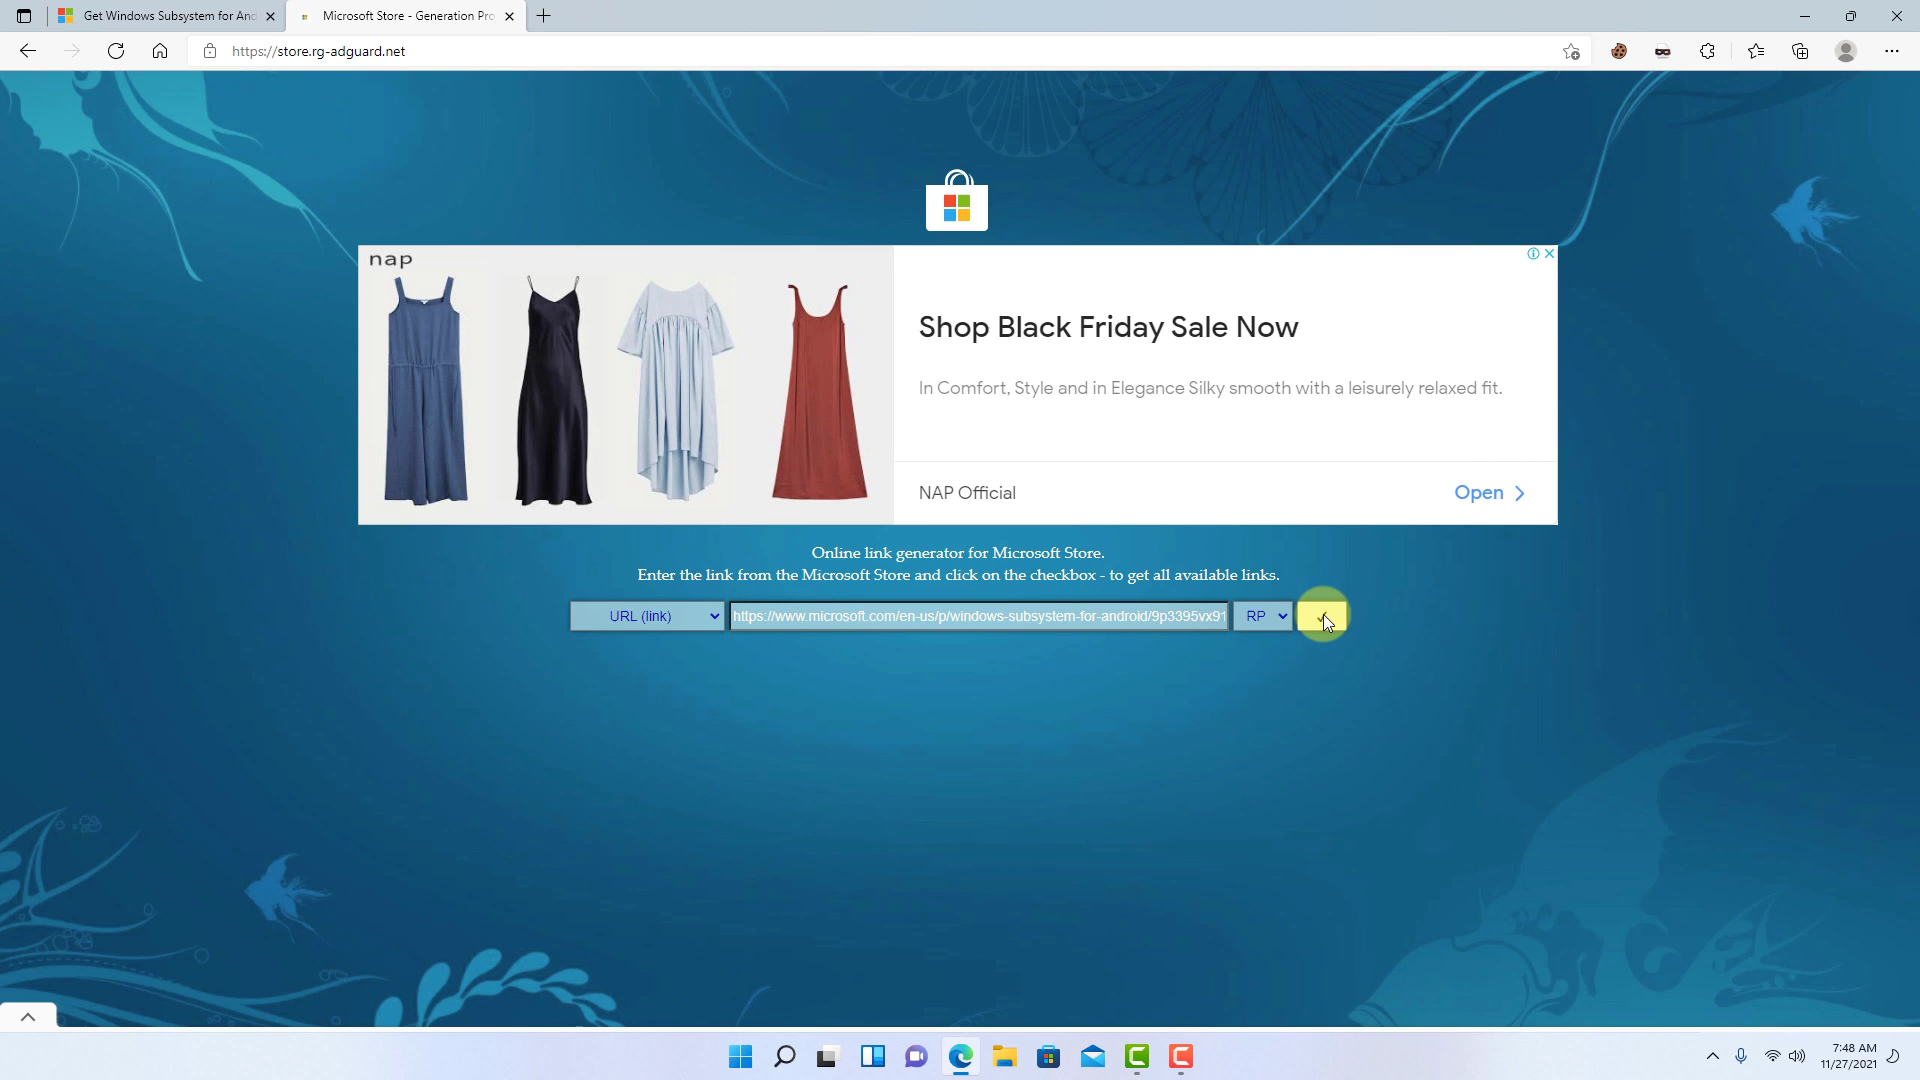 Get Windows Subsystem for And
Microsoft Store - Generation Pro
https://store.rg-adguard.net
nap
Shop Black Friday Sale Now
In Comfort, Style and in Elegance Silky smooth with a leisurely relaxed fit.
NAP Official
Open
Online link generator for Microsoft Store.
Enter the link from the Microsoft Store and click on the checkbox - to get all available links.
URL (link)
https://www.microsoft.com/en-us/p/windows-subsystem-for-android/9p3395vx91
RP
7:48 AM
11/27/2021